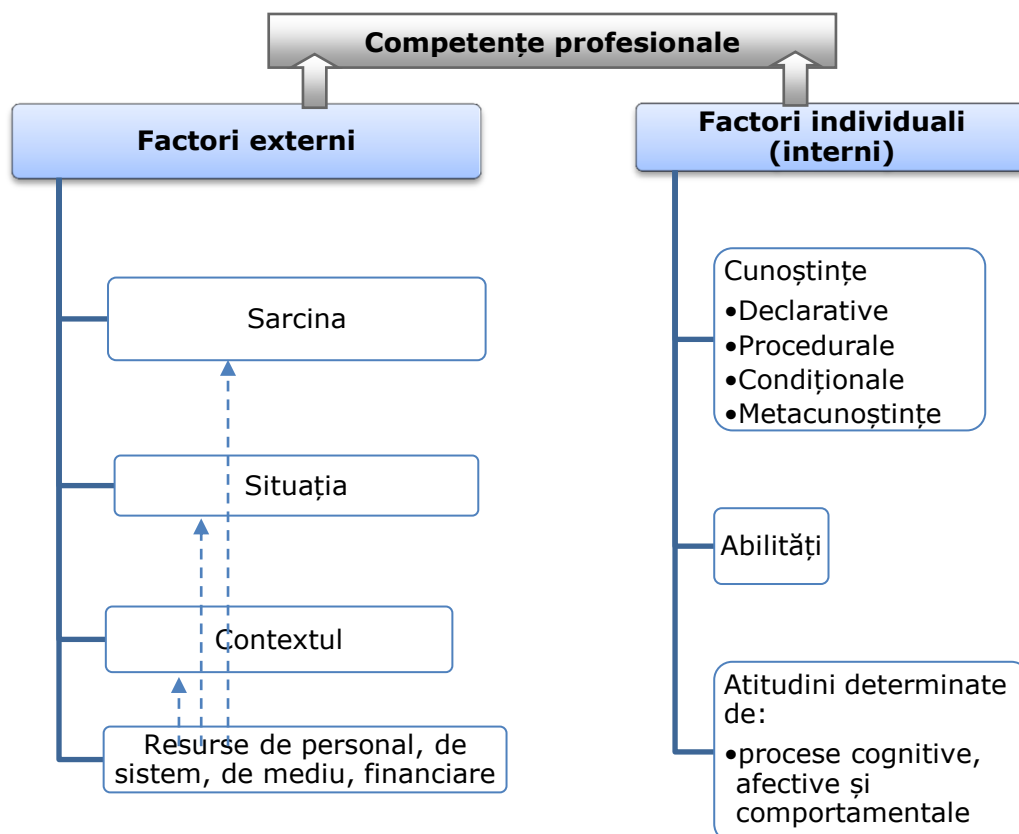 Competențe profesionale
Factori externi
Sarcina
Situația
Contextul
Resurse de personal, de
sistem, de mediu, financiare
Factori individuali
(interni)
Cunoștințe
•Declarative
•Procedurale
•Condiționale
•Metacunoștințe
Abilități
Atitudini determinate
de:
•procese cognitive,
afective și
comportamentale